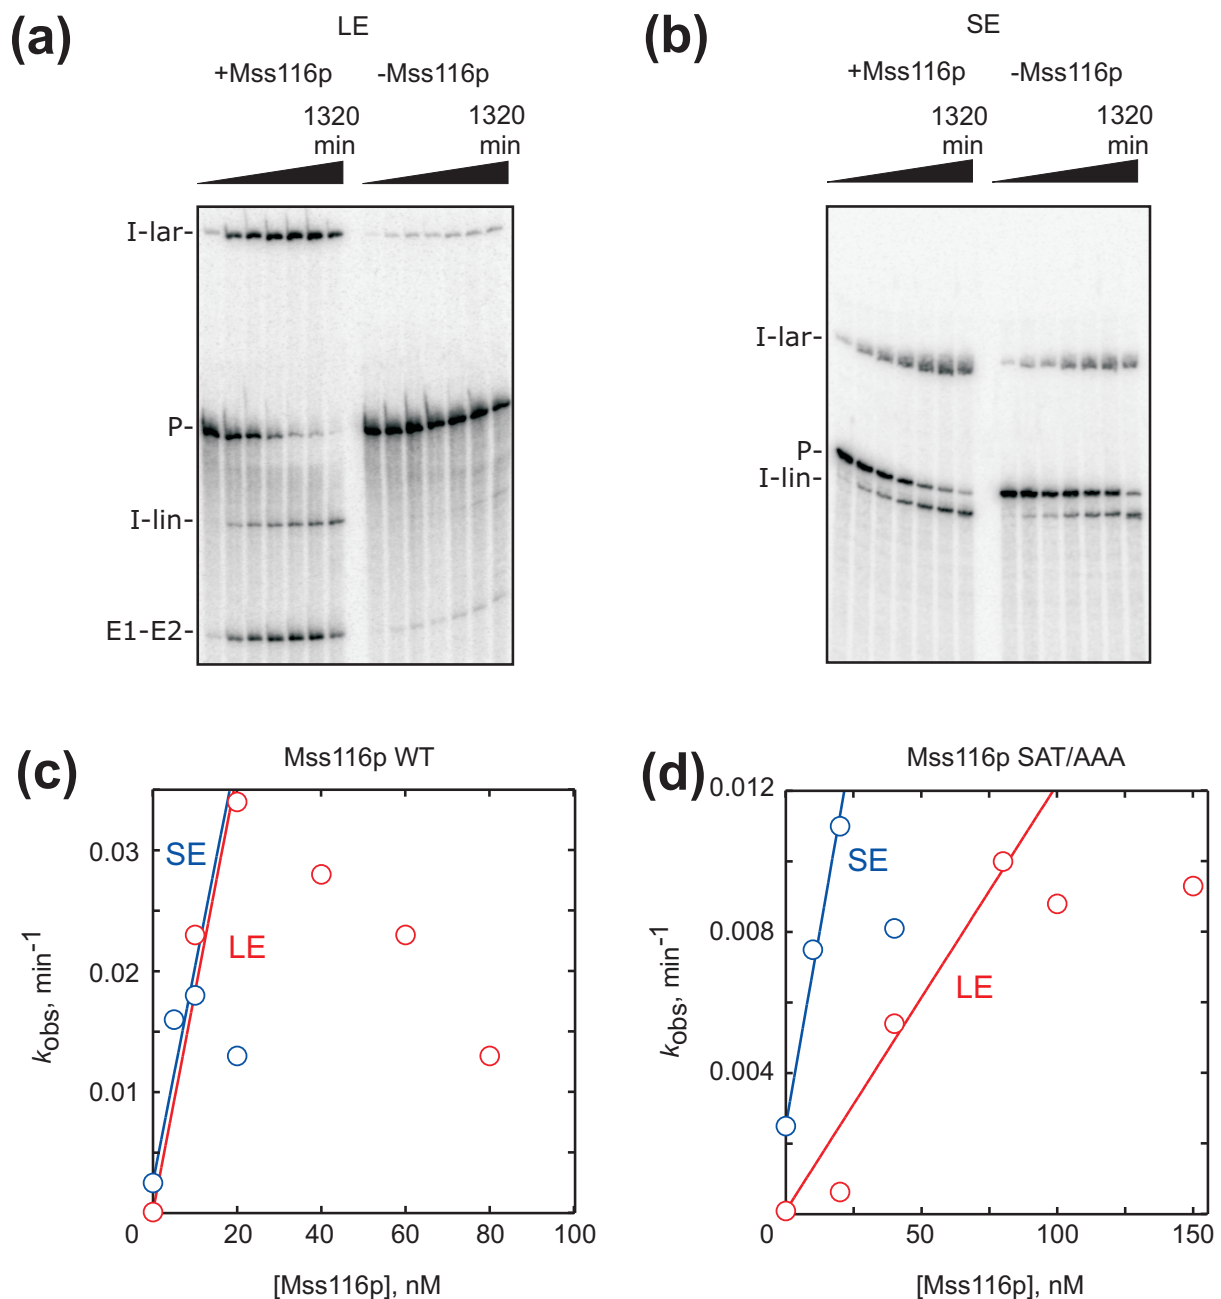 (a)
LE
+Mss116p -Mss116p
1320 1320
min min
I-lar-
P-
I-lin-
E1-E2-
(b)
SE
+Mss116p -Mss116p
1320 1320
min min
I-lar-
P-
I-lin-
(c)
Mss116p WT
kobs, min-1
0.03
0.02
0.01
SE
LE
0 20 40 60 80 100
[Mss116p], nM
(d)
Mss116p SAT/AAA
kobs, min-1
0.012
0.008
0.004
SE
LE
0 50 100 150
[Mss116p], nM